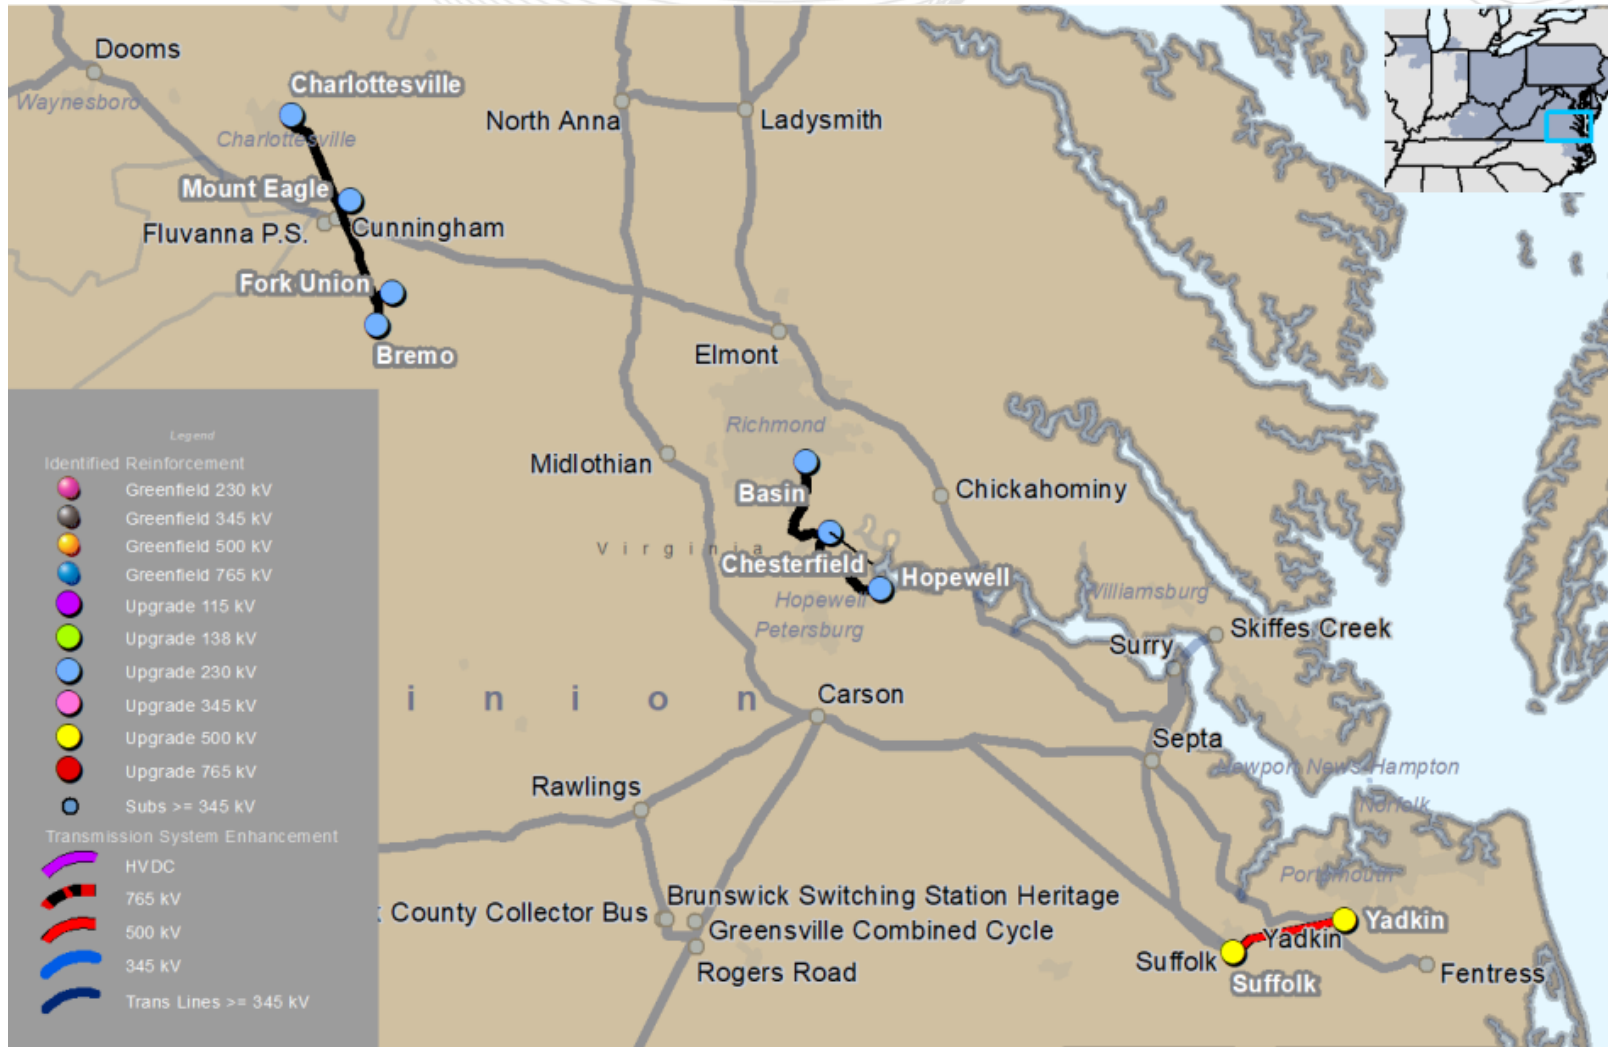 Dooms
Charlottesville
Waynesboro
Charlottesville
North Anna
Ladysmith
Mount Eagle
Fluvanna P.S.
Cunningham
Fork Union
Bremo
Elmont
Richmond
Midlothian
Basin
Chickahominy
Virginia
Chesterfield
Hopewell
Hopewell
Petersburg
Williamsburg
Skiffes Creek
Surry
inion
Carson
Septa
Newport News
Hampton
Norfolk
Rawlings
Portsmouth
k County Collector Bus
Brunswick Switching Station
Heritage
Greensville Combined Cycle
Rogers Road
Yadkin
Yadkin
Suffolk
Suffolk
Fentress
Legend
Identified Reinforcement
Greenfield 230 kV
Greenfield 345 kV
Greenfield 500 kV
Greenfield 765 kV
Upgrade 115 kV
Upgrade 138 kV
Upgrade 230 kV
Upgrade 345 kV
Upgrade 500 kV
Upgrade 765 kV
Subs >= 345 kV
Transmission System Enhancement
HVDC
765 kV
500 kV
345 kV
Trans Lines >= 345 kV